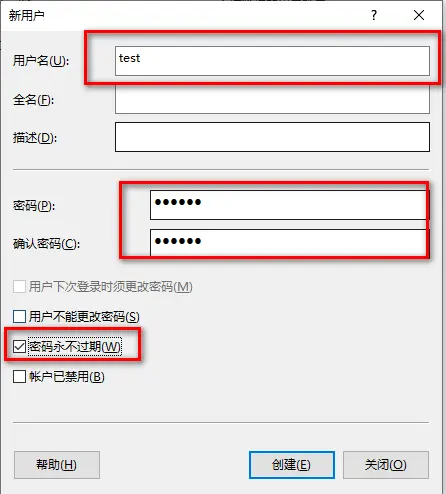 新用户
用户名(U):
test
全名(F):
描述(D):
密码(P):
●●●●●●
确认密码(C):
●●●●●●
用户下次登录时须更改密码(M)
用户不能更改密码(S)
密码永不过期(W)
帐户已禁用(B)
帮助(H)
创建(E)
关闭(O)